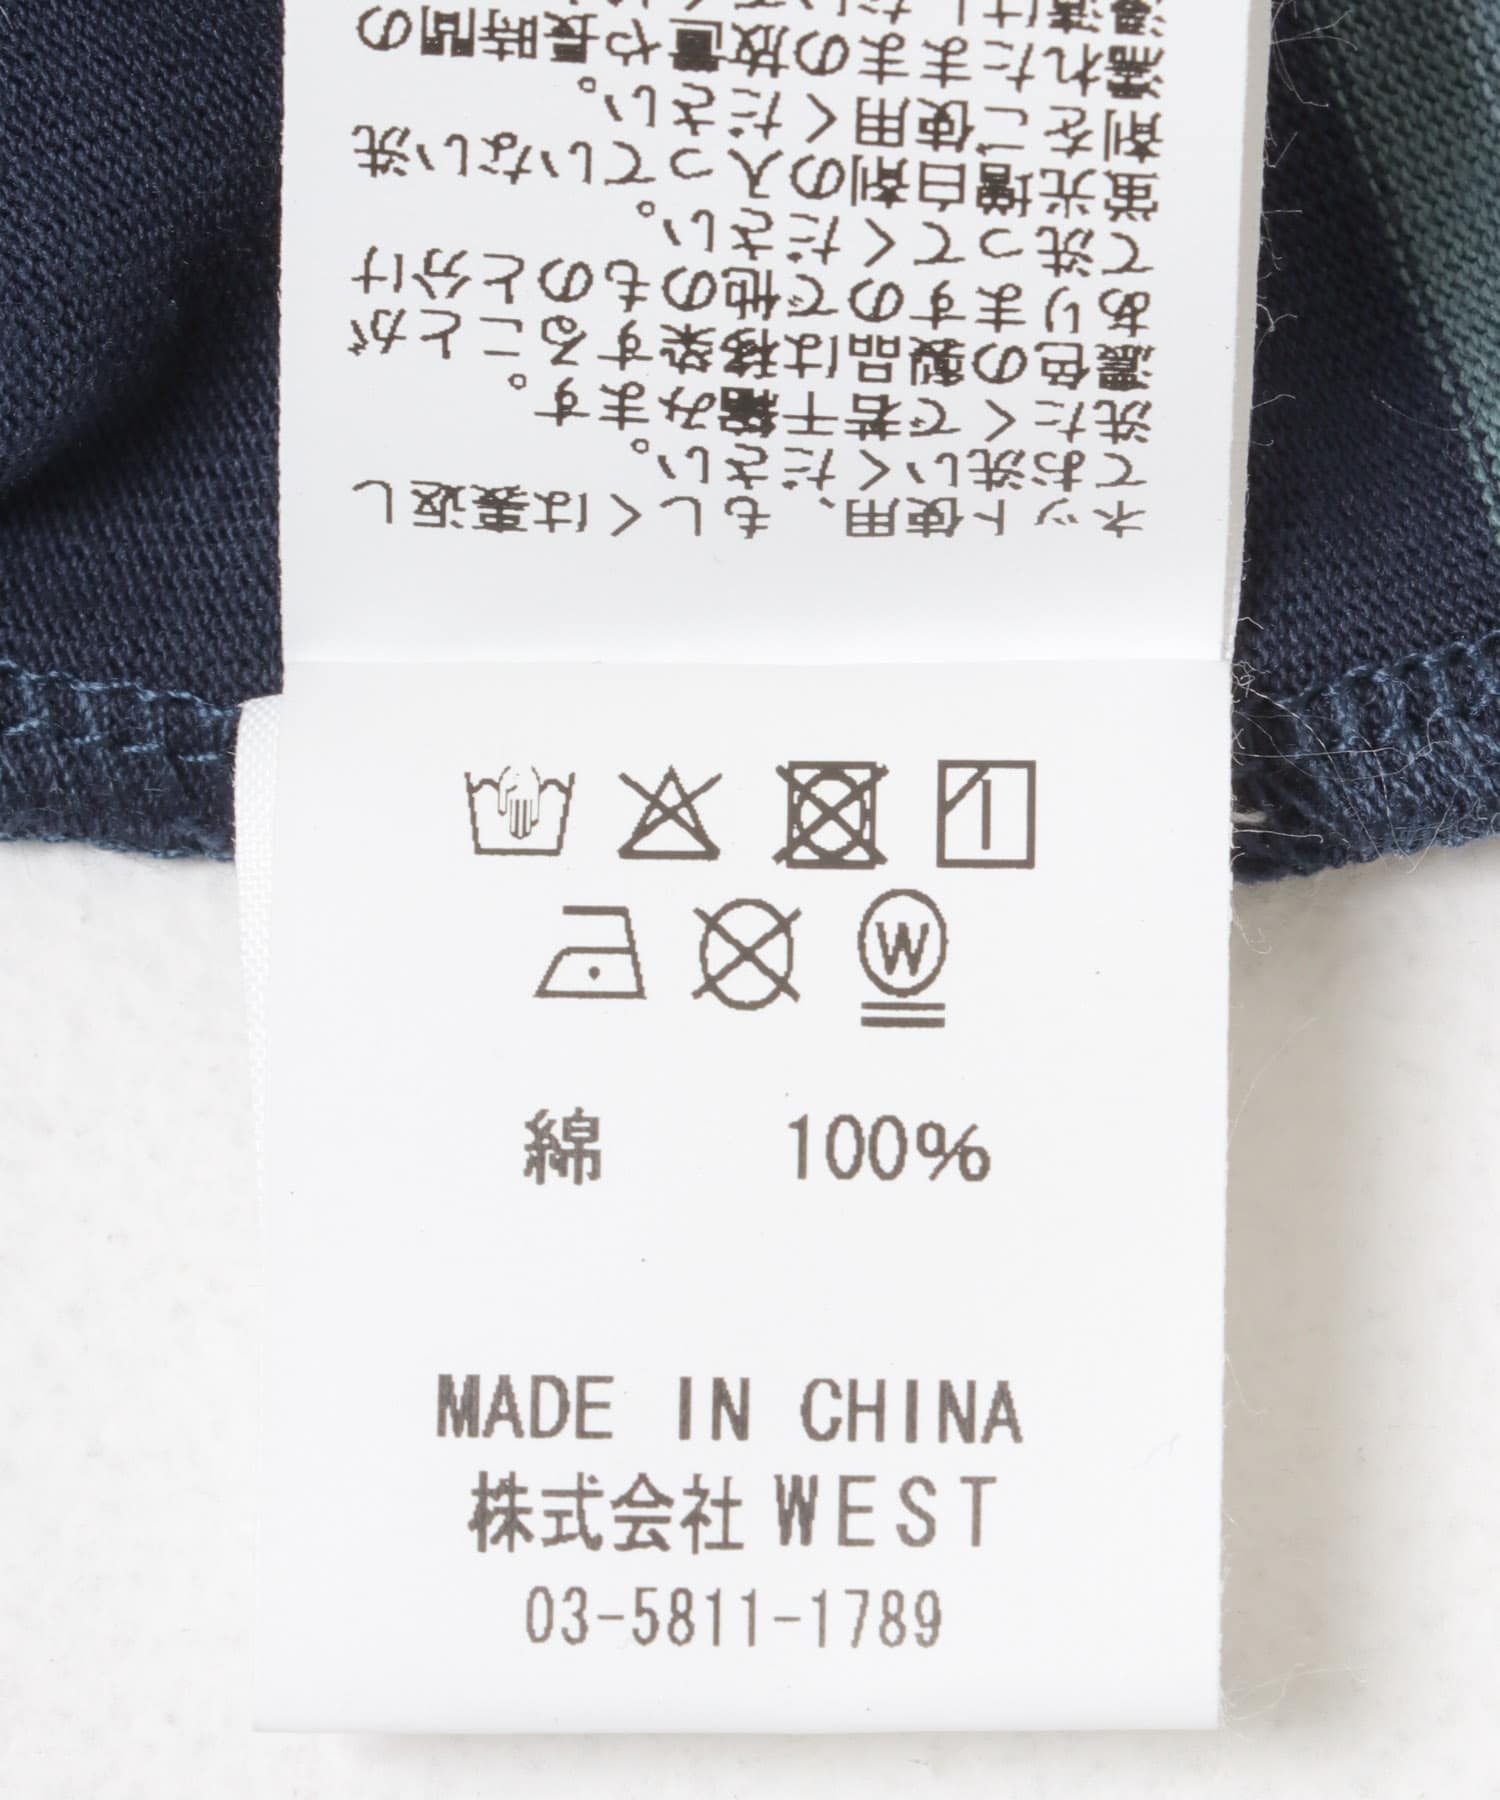 ネット使用、もしくは裏返し
てお洗いください。
洗たくで若干縮みます。
濃色の製品は移染することが
ありますので他のものと分け
て洗ってください。
蛍光増白剤の入っていない洗
剤をご使用ください。
濡れたままの放置や長時間の
W
綿 100%
MADE IN CHINA
株式会社 WEST
03-5811-1789